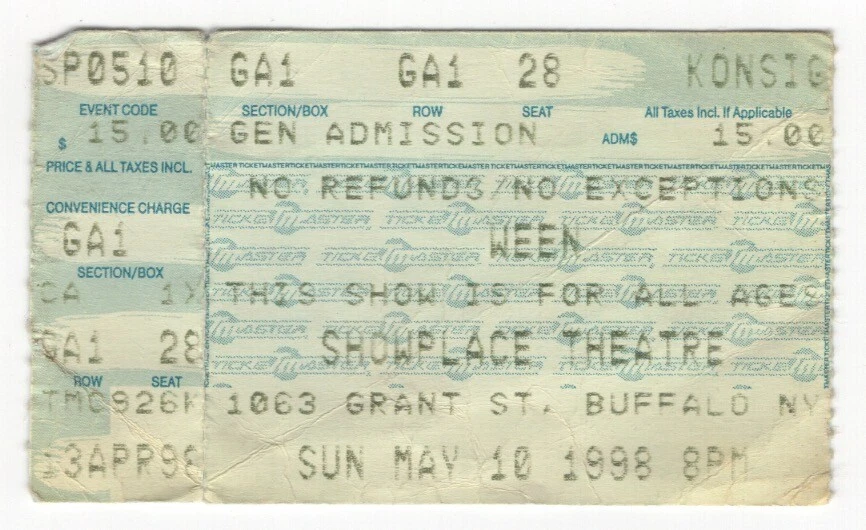 SP0510 GA1 GA1 28 KONSIG
EVENT CODE SECTION/BOX ROW SEAT All Taxes Incl. If Applicable
$ 15.00 GEN ADMISSION ADM$ 15.00
PRICE & ALL TAXES INCL.
NO REFUNDS NO EXCEPTIONS
CONVENIENCE CHARGE
GA1 WEEN
SECTION/BOX
CA 1X THIS SHOW IS FOR ALL AGES
GA1 28 SHOWPLACE THEATRE
ROW SEAT
TMC926K 1063 GRANT ST. BUFFALO NY
13APR98 SUN MAY 10 1998 8PM
TICKETMASTER